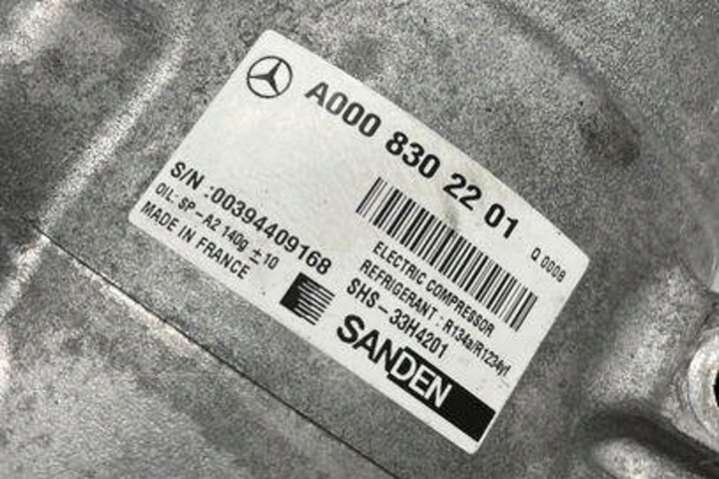 A000 830 22 01
Q 0008
S/N :00394409168
OIL: SP-A2 140g ±10
MADE IN FRANCE
ELECTRIC COMPRESSOR
REFRIGERANT : R134a/R1234yf
SHS-33H4201
SANDEN